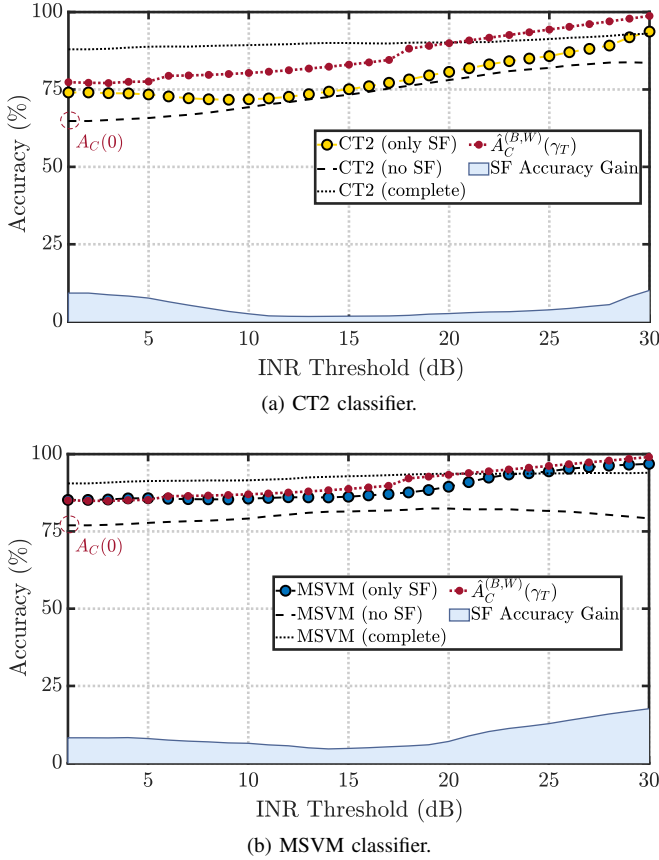 100
75
50
25
0
Accuracy (%)
A_C(0)
CT2 (only SF)
Â_C^{(B,W)}(γ_T)
CT2 (no SF)
SF Accuracy Gain
CT2 (complete)
5 10 15 20 25 30
INR Threshold (dB)
(a) CT2 classifier.
100
75
50
25
0
Accuracy (%)
A_C(0)
MSVM (only SF)
Â_C^{(B,W)}(γ_T)
MSVM (no SF)
SF Accuracy Gain
MSVM (complete)
5 10 15 20 25 30
INR Threshold (dB)
(b) MSVM classifier.